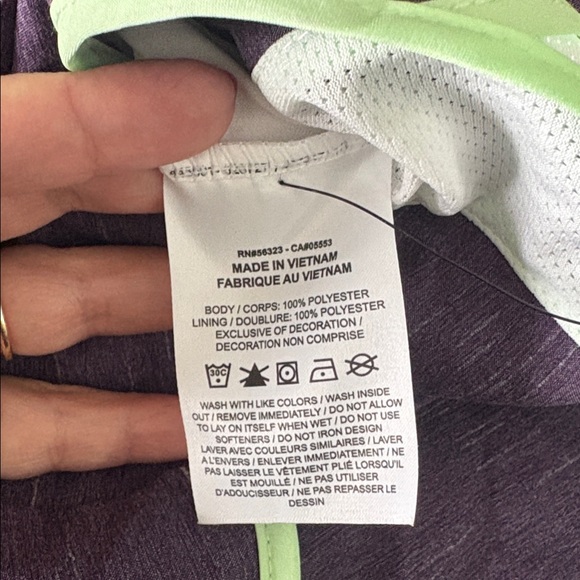 RN#56323 - CA#05553
MADE IN VIETNAM
FABRIQUE AU VIETNAM
BODY / CORPS: 100% POLYESTER
LINING / DOUBLURE: 100% POLYESTER
EXCLUSIVE OF DECORATION /
DECORATION NON COMPRISE
30C
WASH WITH LIKE COLORS / WASH INSIDE
OUT / REMOVE IMMEDIATELY / DO NOT ALLOW
TO LAY ON ITSELF WHEN WET / DO NOT USE
SOFTENERS / DO NOT IRON DESIGN
LAVER AVEC COULEURS SIMILAIRES / LAVER
A L'ENVERS / ENLEVER IMMEDIATEMENT / NE
PAS LAISSER LE VÊTEMENT PLIÉ LORSQU'IL
EST MOUILLÉ / NE PAS UTILISER
D'ADOUCISSEUR / NE PAS REPASSER LE
DESSIN